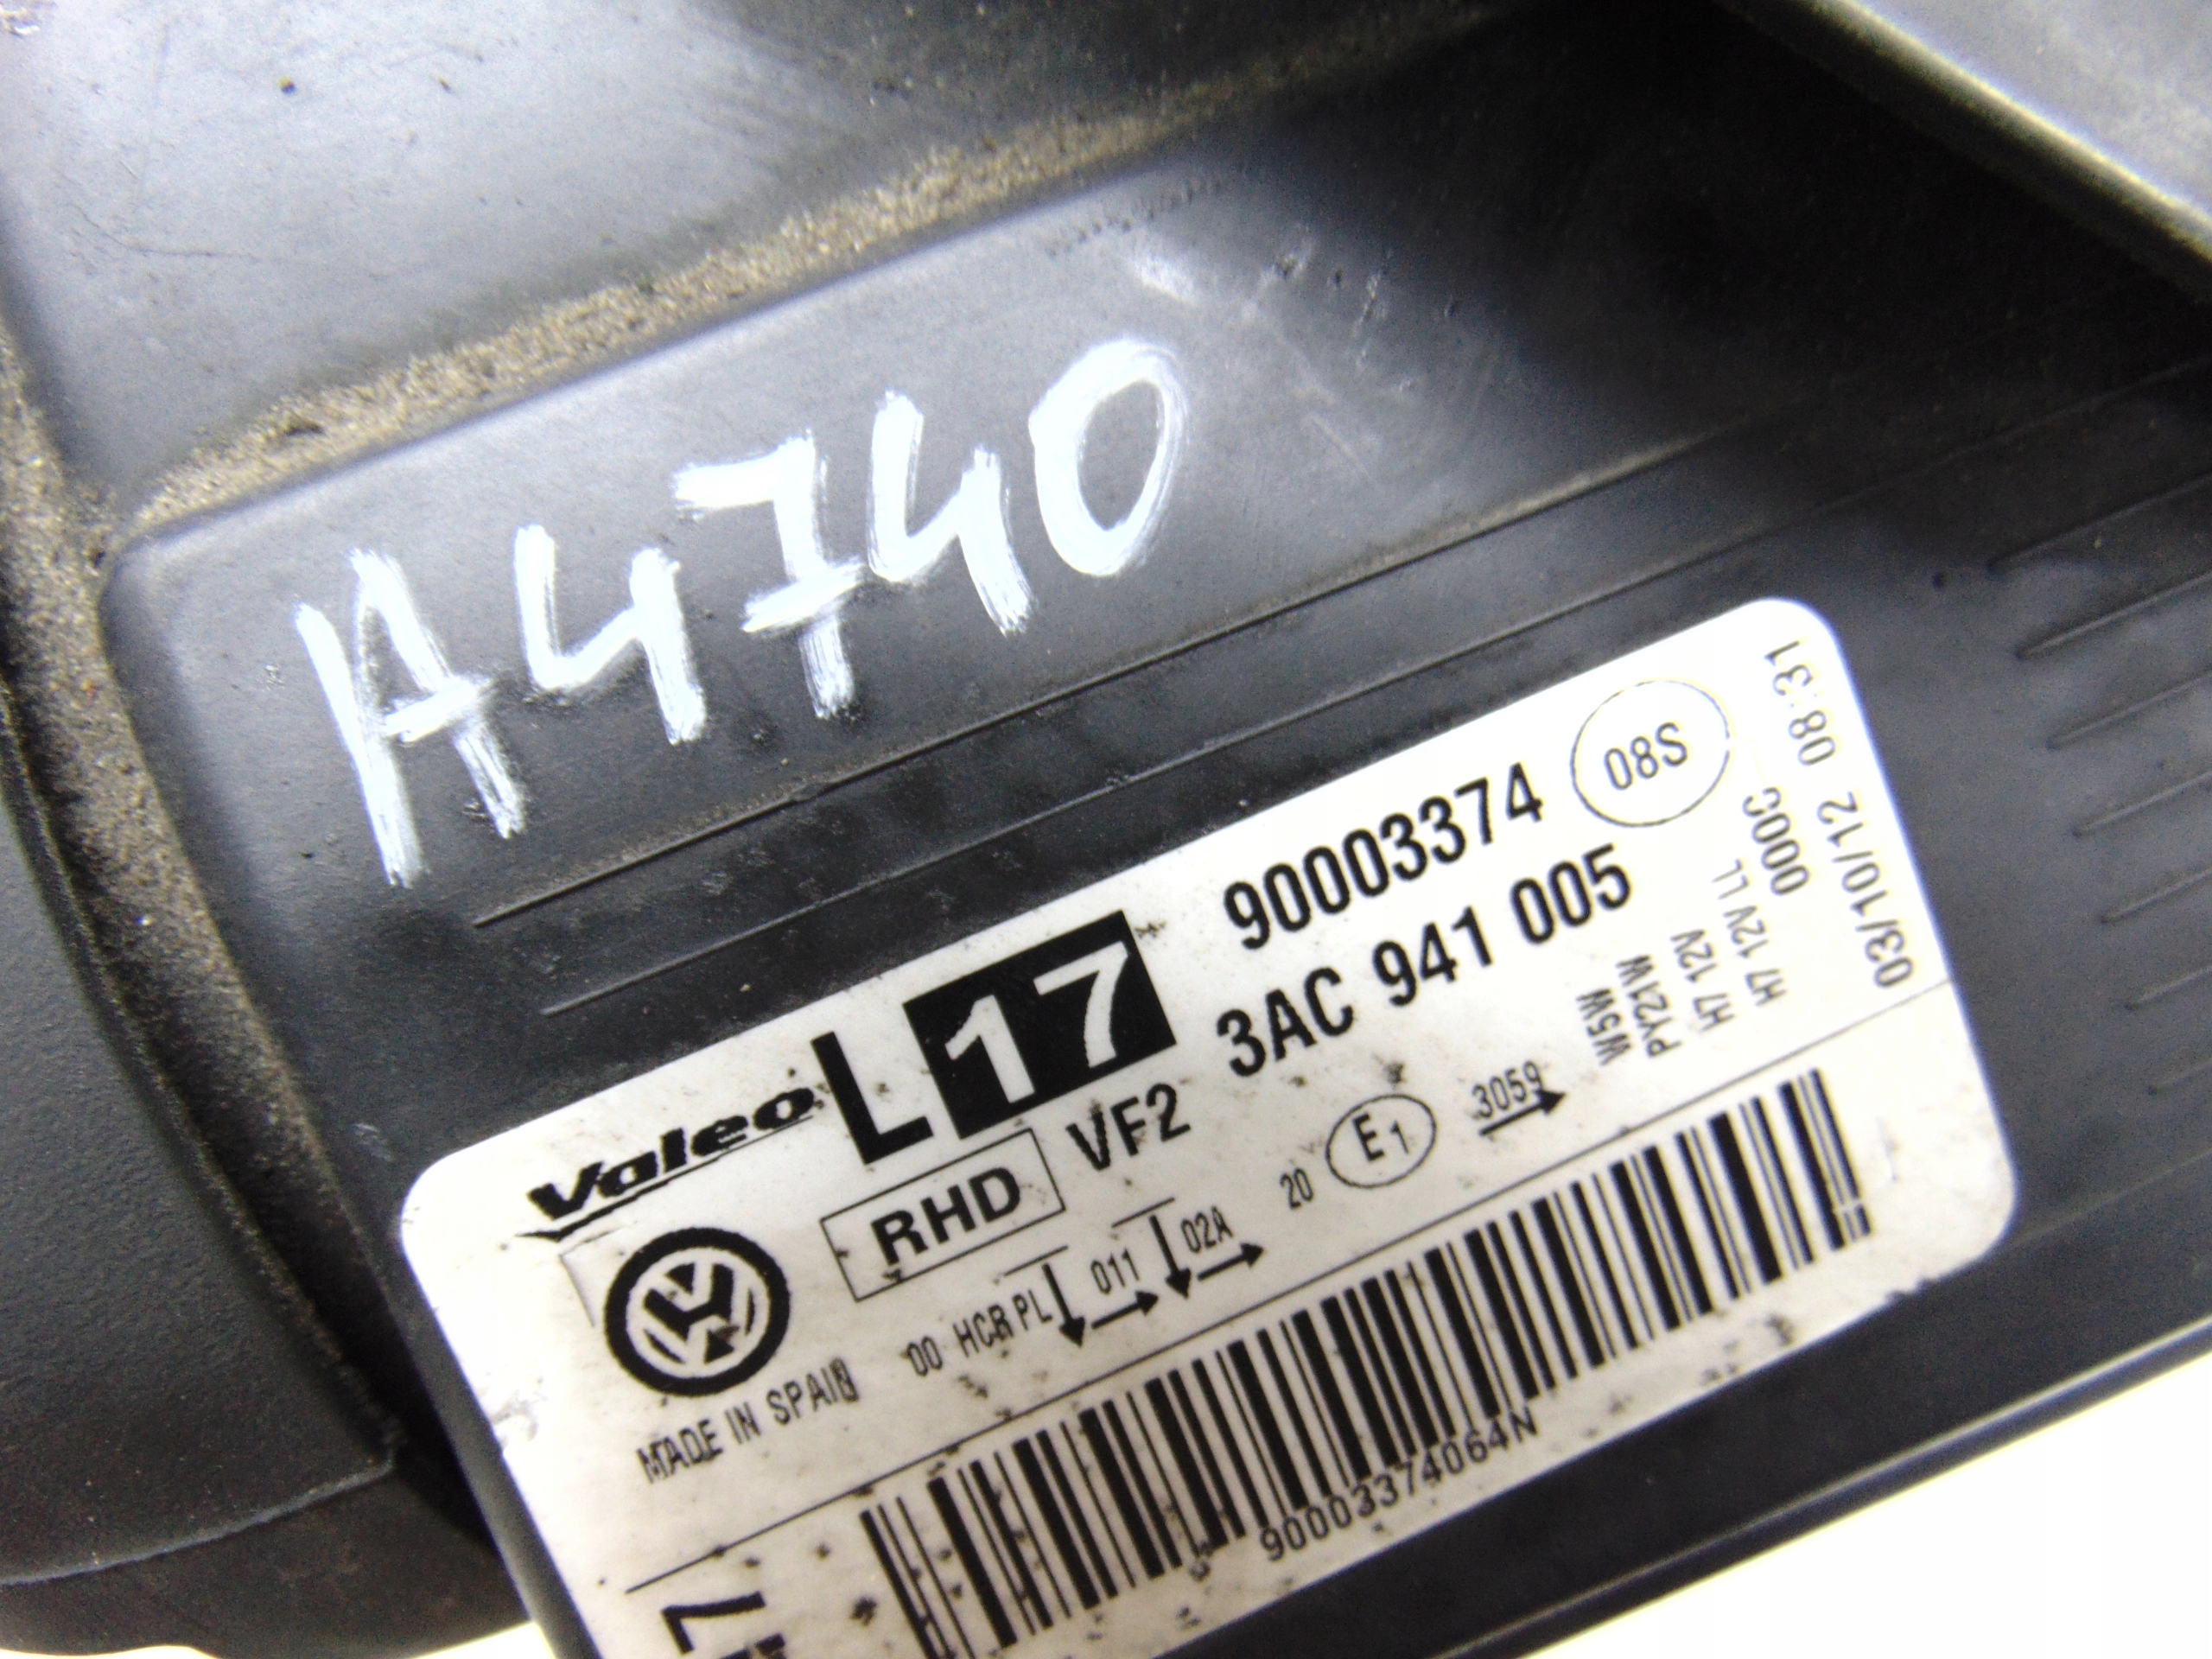 A4740
Valeo L 17 90003374 08S
RHD VF2 3AC 941 005
MADE IN SPAIN
00 HCR PL 011 02A 20 E1 3059
W5W
PY21W
H7 12V
H7 12V LL
000C
03/10/12 08:31
90003374064N